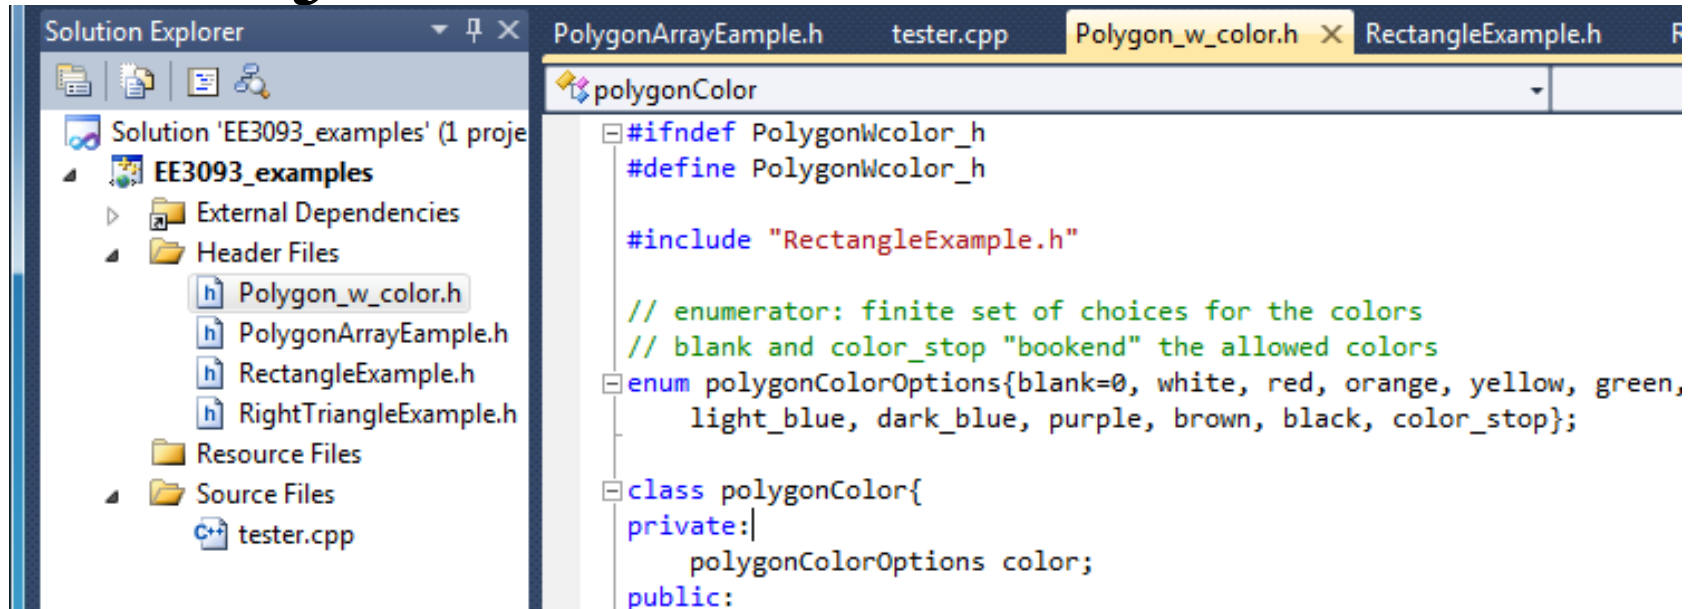 Solution Explorer
Solution 'EE3093_examples' (1 proje
EE3093_examples
External Dependencies
Header Files
Polygon_w_color.h
PolygonArrayEample.h
RectangleExample.h
RightTriangleExample.h
Resource Files
Source Files
tester.cpp
PolygonArrayEample.h tester.cpp Polygon_w_color.h RectangleExample.h
polygonColor
#ifndef PolygonWcolor_h
#define PolygonWcolor_h
#include "RectangleExample.h"
// enumerator: finite set of choices for the colors
// blank and color_stop "bookend" the allowed colors
enum polygonColorOptions{blank=0, white, red, orange, yellow, green,
light_blue, dark_blue, purple, brown, black, color_stop};
class polygonColor{
private:
polygonColorOptions color;
public: